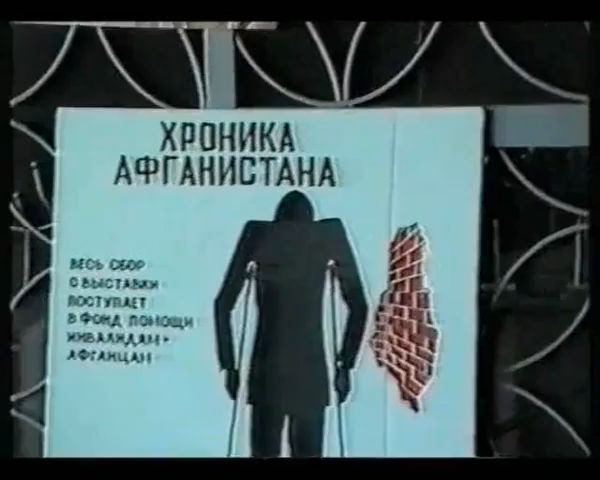 ХРОНИКА
АФГАНИСТАНА
ВЕСЬ СБОР
С ВЫСТАВКИ
ПОСТУПАЕТ
В ФОНД ПОМОЩИ
ИНВАЛИДАМ-
АФГАНЦАМ